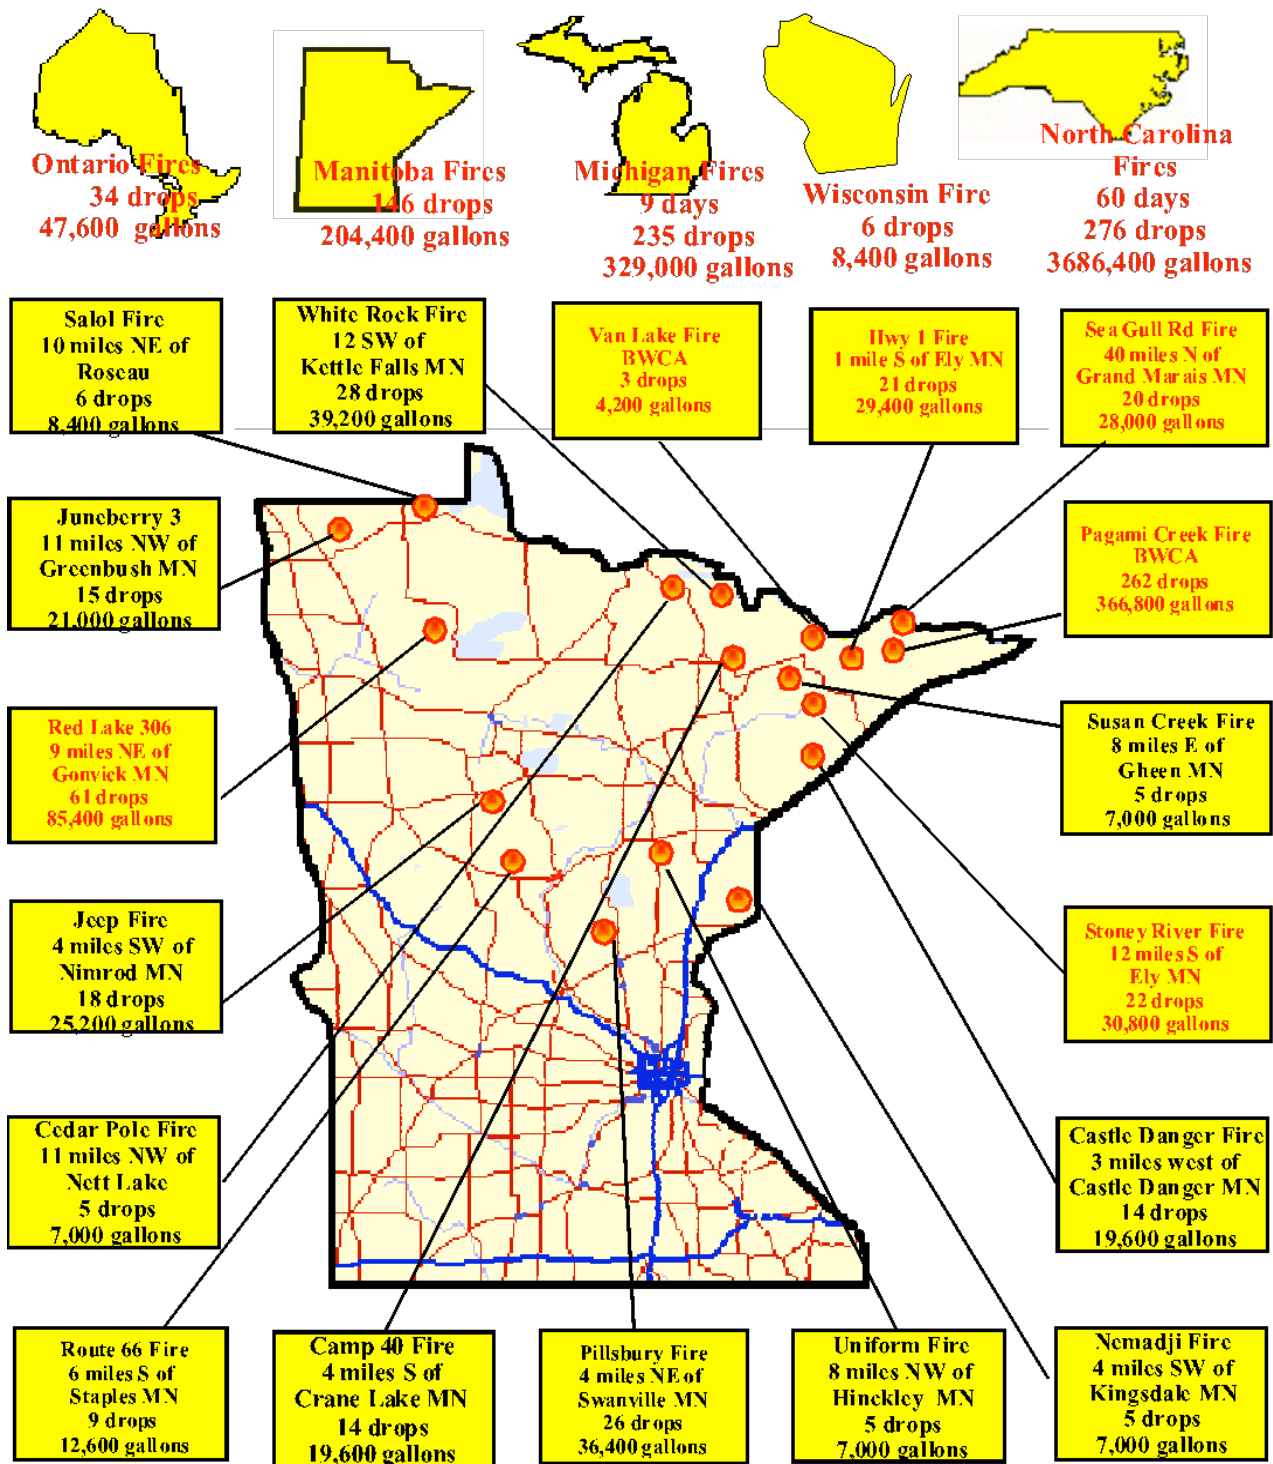 Ontario Fires
34 drops
47,600 gallons
Manitoba Fires
146 drops
204,400 gallons
Michigan Fires
9 days
235 drops
329,000 gallons
Wisconsin Fire
6 drops
8,400 gallons
North Carolina
Fires
60 days
276 drops
3686,400 gallons
Salol Fire
10 miles NE of
Roseau
6 drops
8,400 gallons
White Rock Fire
12 SW of
Kettle Falls MN
28 drops
39,200 gallons
Van Lake Fire
BWCA
3 drops
4,200 gallons
Hwy 1 Fire
1 mile S of Ely MN
21 drops
29,400 gallons
Sea Gull Rd Fire
40 miles N of
Grand Marais MN
20 drops
28,000 gallons
Juneberry 3
11 miles NW of
Greenbush MN
15 drops
21,000 gallons
Pagami Creek Fire
BWCA
262 drops
366,800 gallons
Red Lake 306
9 miles NE of
Gonvick MN
61 drops
85,400 gallons
Susan Creek Fire
8 miles E of
Gheen MN
5 drops
7,000 gallons
Jeep Fire
4 miles SW of
Nimrod MN
18 drops
25,200 gallons
Stoney River Fire
12 miles S of
Ely MN
22 drops
30,800 gallons
Cedar Pole Fire
11 miles NW of
Nett Lake
5 drops
7,000 gallons
Castle Danger Fire
3 miles west of
Castle Danger MN
14 drops
19,600 gallons
Route 66 Fire
6 miles S of
Staples MN
9 drops
12,600 gallons
Camp 40 Fire
4 miles S of
Crane Lake MN
14 drops
19,600 gallons
Pillsbury Fire
4 miles NE of
Swanville MN
26 drops
36,400 gallons
Uniform Fire
8 miles NW of
Hinckley MN
5 drops
7,000 gallons
Nemadji Fire
4 miles SW of
Kingsdale MN
5 drops
7,000 gallons